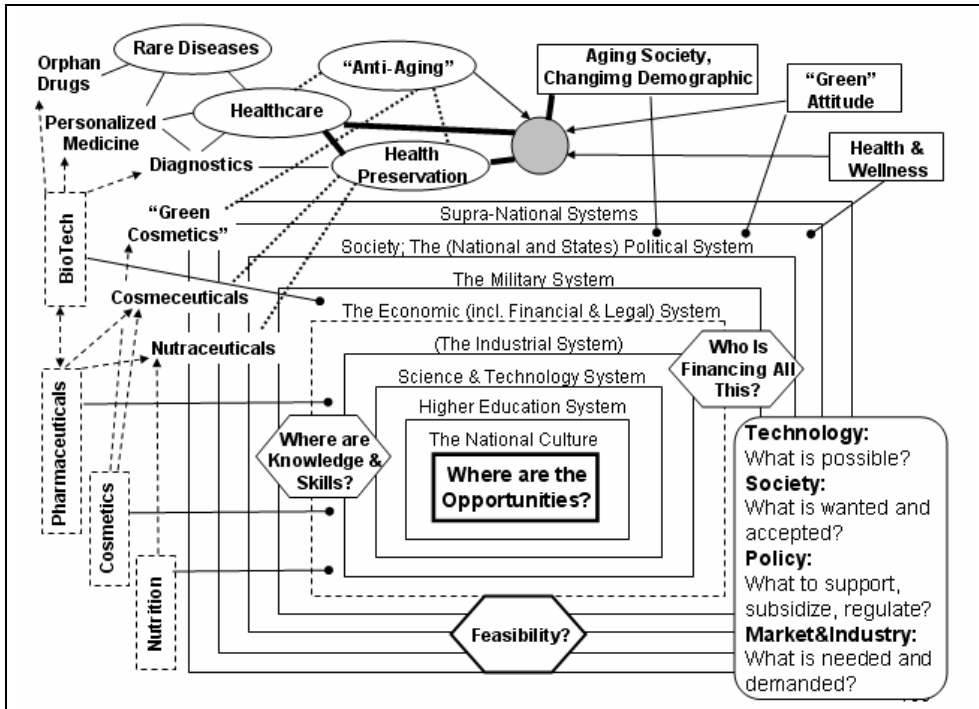 Rare Diseases
Orphan
Drugs
"Anti-Aging"
Aging Society,
Changimg Demographic
"Green"
Attitude
Healthcare
Personalized
Medicine
Diagnostics
Health
Preservation
Health &
Wellness
"Green
Cosmetics"
Supra-National Systems
Society; The (National and States) Political System
BioTech
The Military System
Cosmeceuticals
The Economic (incl. Financial & Legal) System
Nutraceuticals
(The Industrial System)
Who Is
Financing All
This?
Science & Technology System
Pharmaceuticals
Higher Education System
Where are
Knowledge &
Skills?
The National Culture
Where are the
Opportunities?
Cosmetics
Nutrition
Feasibility?
Technology:
What is possible?
Society:
What is wanted and
accepted?
Policy:
What to support,
subsidize, regulate?
Market&Industry:
What is needed and
demanded?